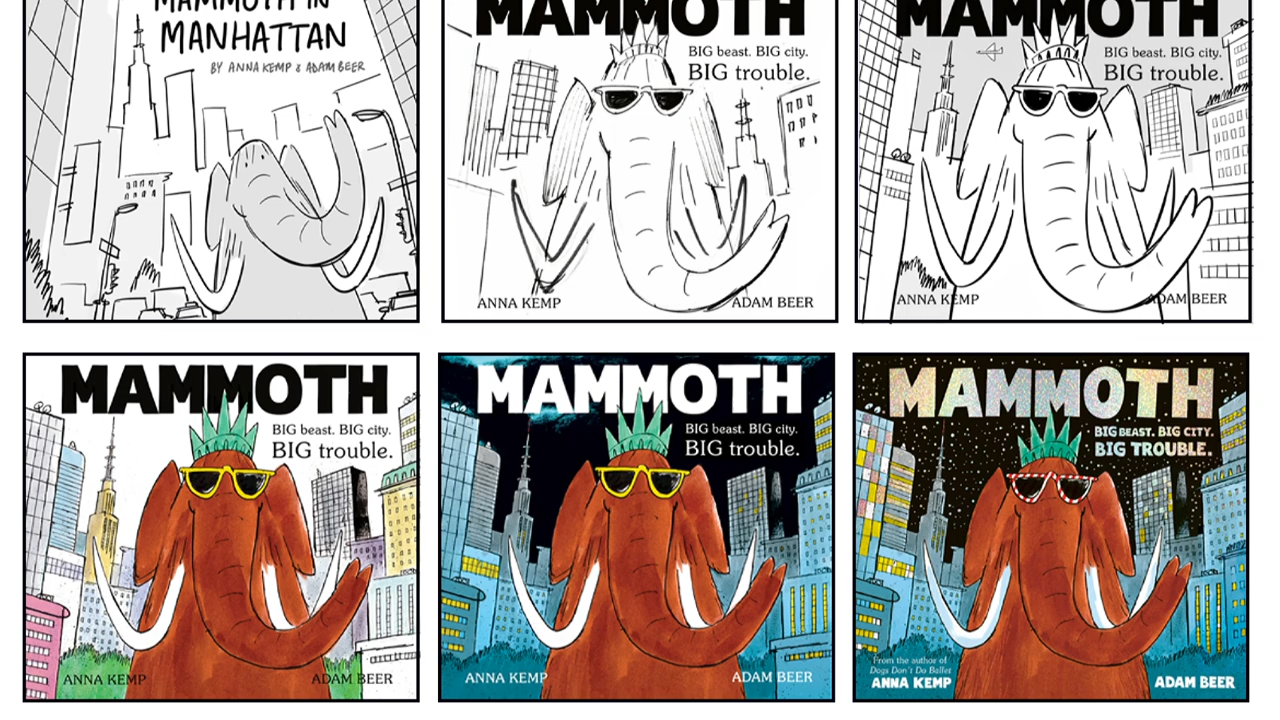 MAMMOTH IN
MANHATTAN
BY ANNA KEMP & ADAM BEER
MAMMOTH
BIG beast. BIG city.
BIG trouble.
ANNA KEMP
ADAM BEER
MAMMOTH
BIG beast. BIG city.
BIG trouble.
ANNA KEMP
ADAM BEER
MAMMOTH
BIG beast. BIG city.
BIG trouble.
ANNA KEMP
ADAM BEER
MAMMOTH
BIG beast. BIG city.
BIG trouble.
ANNA KEMP
ADAM BEER
MAMMOTH
BIG BEAST. BIG CITY.
BIG TROUBLE.
From the author of
Dogs Don't Do Ballet
ANNA KEMP
ADAM BEER